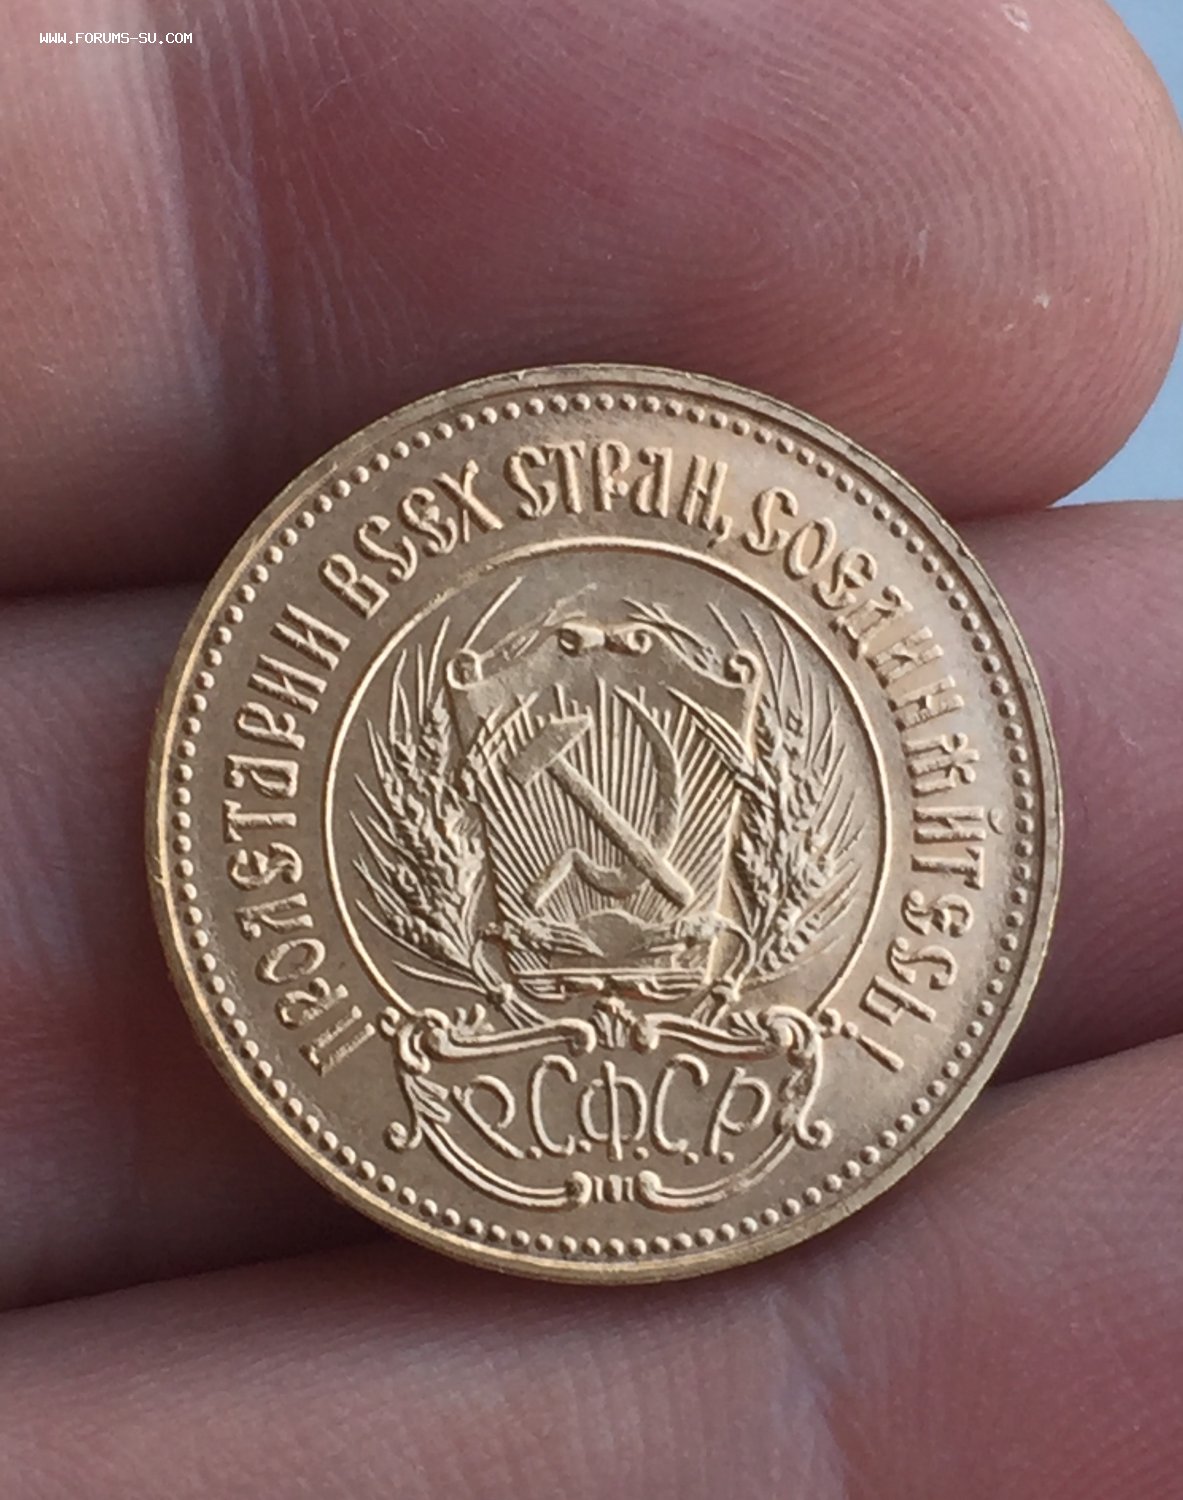 WWW.FORUMS-SU.COM
ПРОЛЕТАРИИ ВСЕХ СТРАН, СОЕДИНЯЙТЕСЬ!
Р.С.Ф.С.Р.